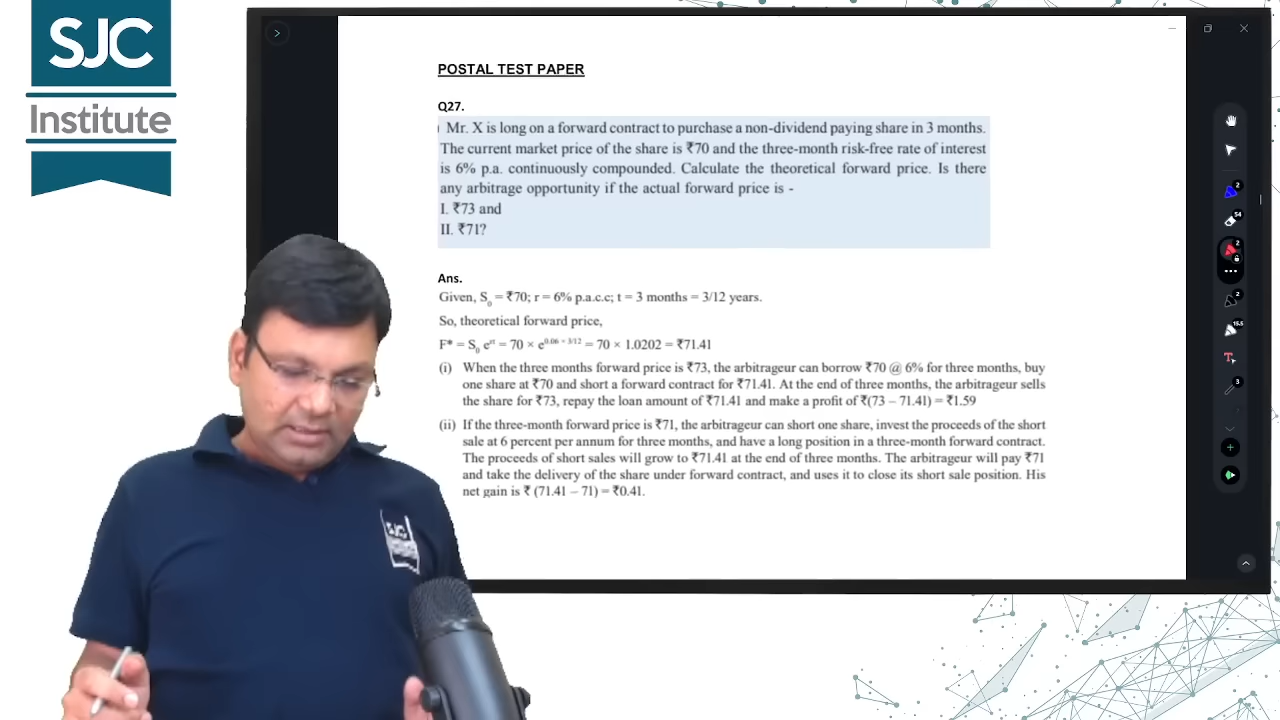 SJC
Institute
POSTAL TEST PAPER
Q27.
Mr. X is long on a forward contract to purchase a non-dividend paying share in 3 months.
The current market price of the share is ₹70 and the three-month risk-free rate of interest
is 6% p.a. continuously compounded. Calculate the theoretical forward price. Is there
any arbitrage opportunity if the actual forward price is -
I. ₹73 and
II. ₹71?
Ans.
Given, S₀ = ₹70; r = 6% p.a.c.c; t = 3 months = 3/12 years.
So, theoretical forward price,
F* = S₀ eʳᵗ = 70 × e^0.06 × 3/12 = 70 × 1.0202 = ₹71.41
(i) When the three months forward price is ₹73, the arbitrageur can borrow ₹70 @ 6% for three months, buy
one share at ₹70 and short a forward contract for ₹71.41. At the end of three months, the arbitrageur sells
the share for ₹73, repay the loan amount of ₹71.41 and make a profit of ₹(73 – 71.41) = ₹1.59
(ii) If the three-month forward price is ₹71, the arbitrageur can short one share, invest the proceeds of the short
sale at 6 percent per annum for three months, and have a long position in a three-month forward contract.
The proceeds of short sales will grow to ₹71.41 at the end of three months. The arbitrageur will pay ₹71
and take the delivery of the share under forward contract, and uses it to close its short sale position. His
net gain is ₹ (71.41 – 71) = ₹0.41.
SJC
2
54
2
2
15.5
T
3